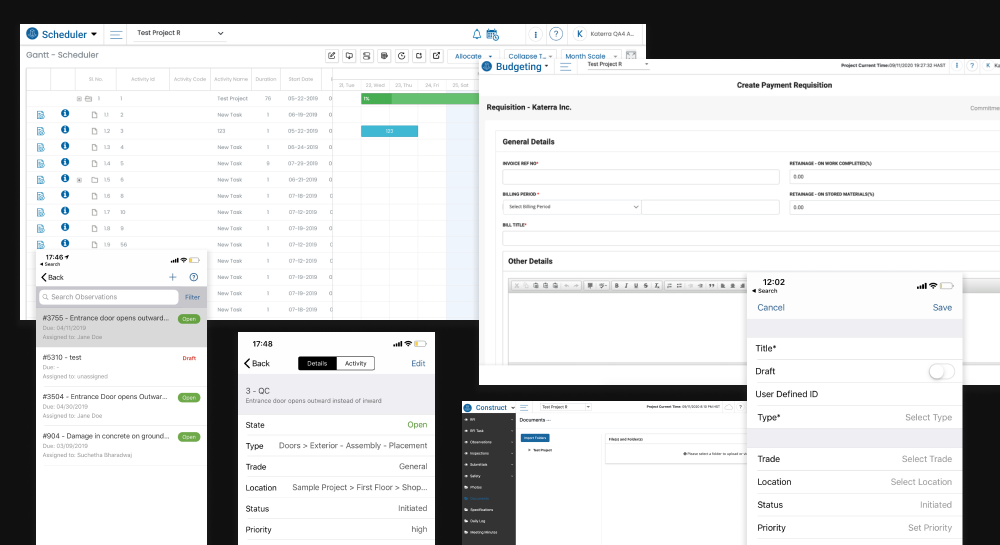 Scheduler
Test Project R
K Katerra QA4 A...
Gantt - Scheduler
Allocate
Collapse T...
Month Scale
Sl No. Activity Id Activity Code Activity Name Duration Start Date
21, Tue 22, Wed 23, Thu 24, Fri 25, Sat
1 1 Test Project 75 05-22-2019 1%
1.1 2 New Task 1 06-19-2019
1.2 3 123 1 05-22-2019 123
1.3 4 New Task 1 06-24-2019
1.4 5 New Task 9 07-29-2019
1.5 6 New Task 1 06-21-2019
1.6 8 New Task 1 07-18-2019
1.7 10 New Task 1 07-12-2019
1.8 9 New Task 1 07-18-2019
1.9 56 New Task 1 07-12-2019
New Task 1 07-12-2019
New Task 1 07-18-2019
New Task 1 07-19-2019
New Task 1 07-19-2019
Budgeting
Test Project R
Project Current Time:09/11/2020 19:27:32 HAST
K Ka
Create Payment Requisition
Requisition - Katerra Inc.
Commitme
General Details
INVOICE REF NO*
RETAINAGE - ON WORK COMPLETED(%)
0.00
BILLING PERIOD *
Select Billing Period
RETAINAGE - ON STORED MATERIALS(%)
0.00
BILL TITLE*
Other Details
17:46
Search
Back
Search Observations
Filter
#3755 - Entrance door opens outward...
Open
Due: 04/11/2019
Assigned to: Jane Doe
#5310 - test
Draft
Due: -
Assigned to: unassigned
#3504 - Entrance Door opens Outwar...
Open
Due: 04/30/2019
Assigned to: Jane Doe
#904 - Damage in concrete on ground...
Open
Due: 03/09/2019
Assigned to: Suchetha Bharadwaj
17:48
Back
Details
Activity
Edit
3 - QC
Entrance door opens outward instead of inward
State Open
Type Doors > Exterior - Assembly - Placement
Trade General
Location Sample Project > First Floor > Shop...
Status Initiated
Priority high
Construct
Test Project R
RFI
RFI Task
Observations
Inspections
Submittals
Safety
Photos
Documents
Specifications
Daily Log
Meeting Minutes
Documents
Import Folders
Test Project
File(s) and Folder(s)
Please select a folder to upload or vi
12:02
Search
Cancel
Save
Title*
Draft
User Defined ID
Type* Select Type
Trade Select Trade
Location Select Location
Status Initiated
Priority Set Priority